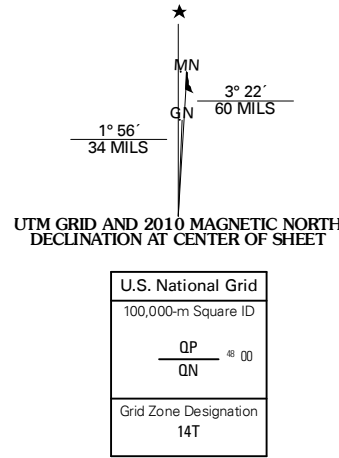 ★
MN
3° 22´
GN
60 MILS
1° 56´
34 MILS
UTM GRID AND 2010 MAGNETIC NORTH
DECLINATION AT CENTER OF SHEET
U.S. National Grid
100,000-m Square ID
QP
48 00
QN
Grid Zone Designation
14T